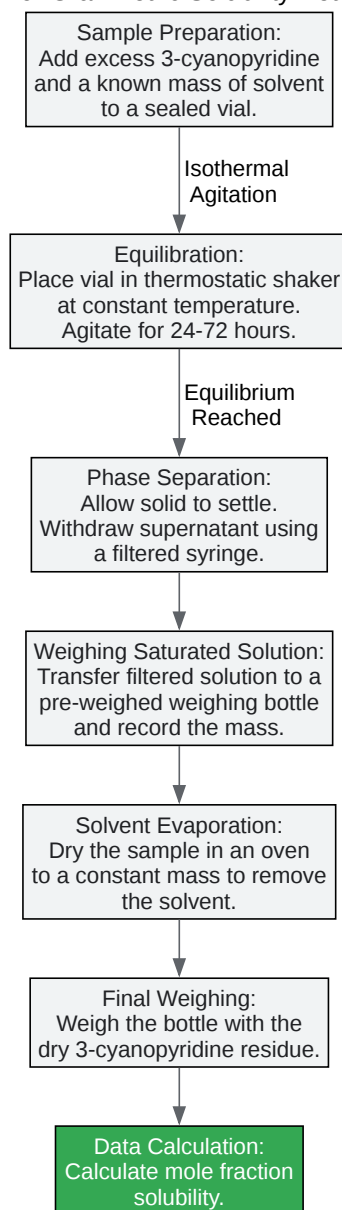 Sample Preparation:
Add excess 3-cyanopyridine
and a known mass of solvent
to a sealed vial.
Isothermal
Agitation
Equilibration:
Place vial in thermostatic shaker
at constant temperature.
Agitate for 24-72 hours.
Equilibrium
Reached
Phase Separation:
Allow solid to settle.
Withdraw supernatant using
a filtered syringe.
Weighing Saturated Solution:
Transfer filtered solution to a
pre-weighed weighing bottle
and record the mass.
Solvent Evaporation:
Dry the sample in an oven
to a constant mass to remove
the solvent.
Final Weighing:
Weigh the bottle with the
dry 3-cyanopyridine residue.
Data Calculation:
Calculate mole fraction
solubility.